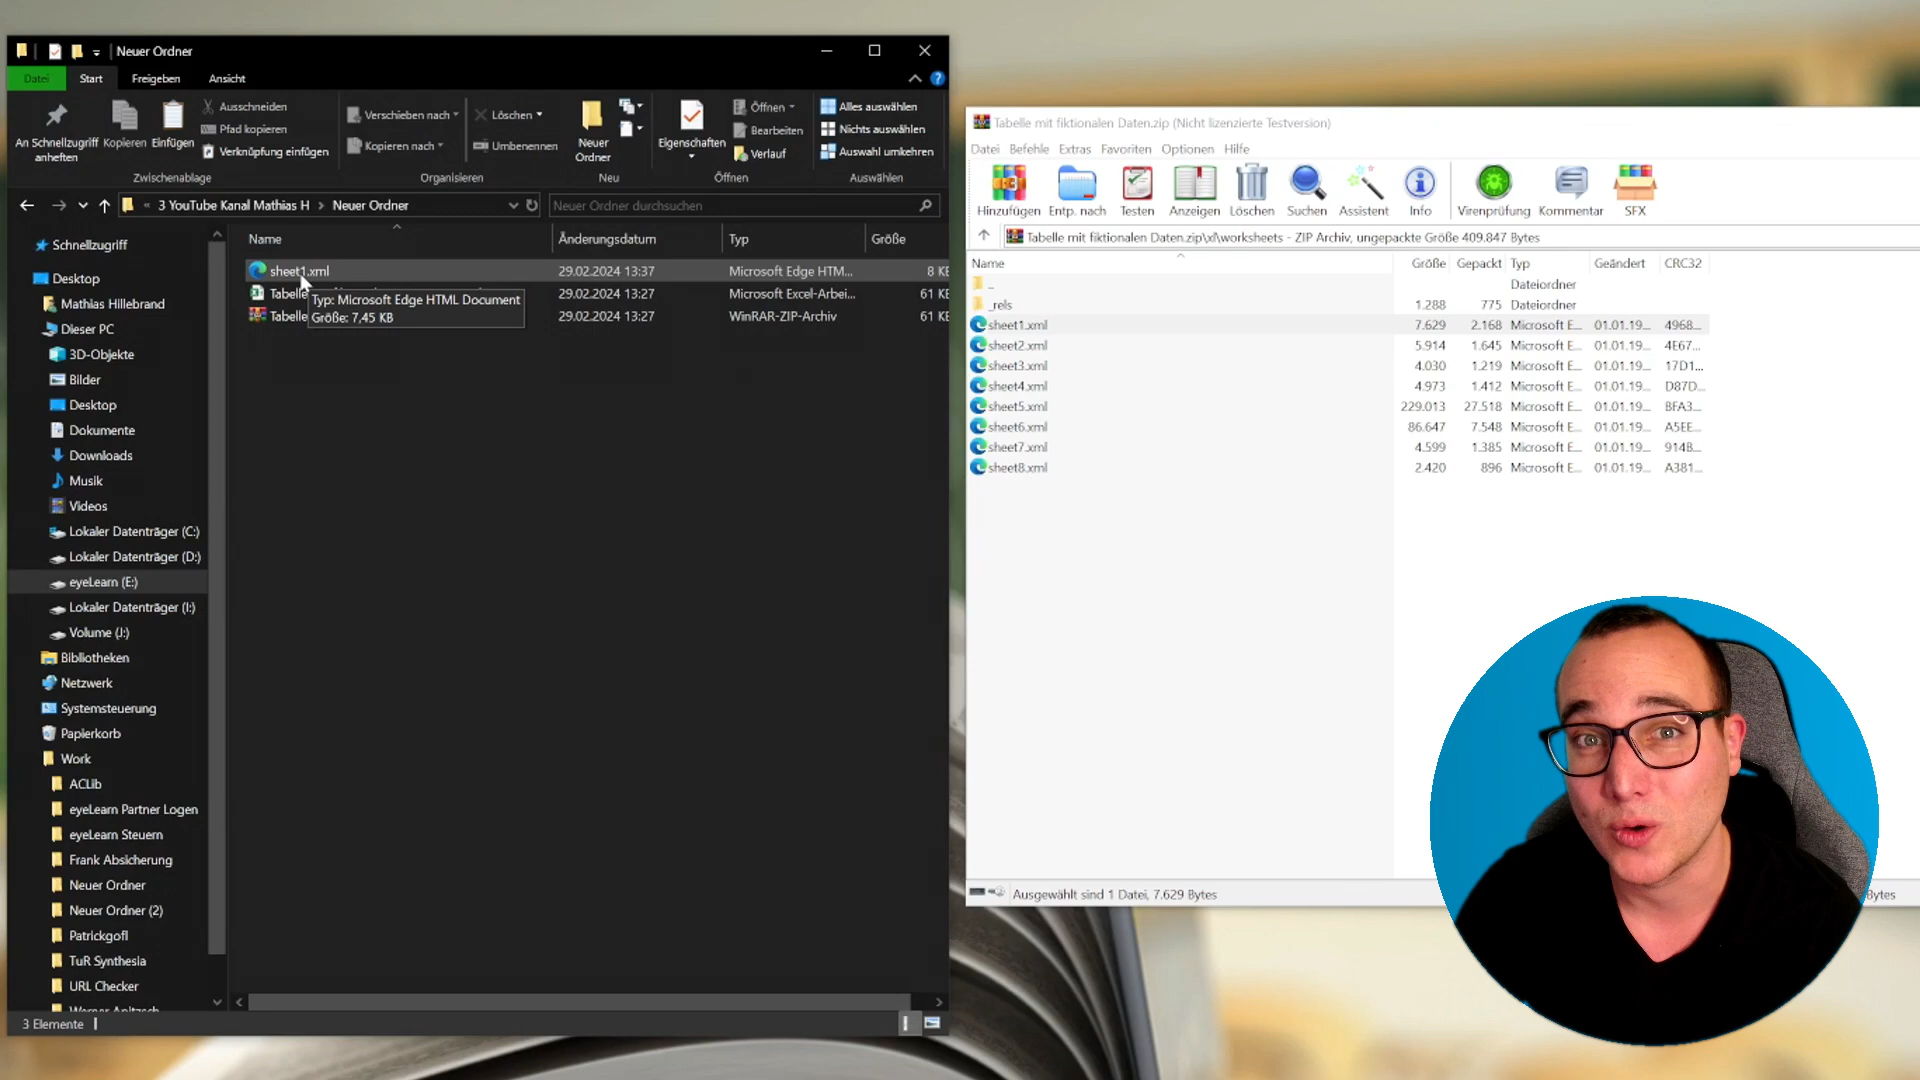 Neuer Ordner
Datei Start Freigeben Ansicht
An Schnellzugriff anheften
Kopieren
Einfügen
Ausschneiden
Pfad kopieren
Verknüpfung einfügen
Zwischenablage
Verschieben nach
Kopieren nach
Löschen
Umbenennen
Organisieren
Neuer Ordner
Neu
Eigenschaften
Öffnen
Bearbeiten
Verlauf
Öffnen
Alles auswählen
Nichts auswählen
Auswahl umkehren
Auswählen
« 3 YouTube Kanal Mathias H › Neuer Ordner
Neuer Ordner durchsuchen
Name Änderungsdatum Typ Größe
sheet1.xml 29.02.2024 13:37 Microsoft Edge HTM... 8 KB
Tabelle 29.02.2024 13:27 Microsoft Excel-Arbei... 61 KB
Tabelle 29.02.2024 13:27 WinRAR-ZIP-Archiv 61 KB
Typ: Microsoft Edge HTML Document
Größe: 7,45 KB
Schnellzugriff
Desktop
Mathias Hillebrand
Dieser PC
3D-Objekte
Bilder
Desktop
Dokumente
Downloads
Musik
Videos
Lokaler Datenträger (C:)
Lokaler Datenträger (D:)
eyeLearn (E:)
Lokaler Datenträger (I:)
Volume (J:)
Bibliotheken
Netzwerk
Systemsteuerung
Papierkorb
Work
ACLib
eyeLearn Partner Logen
eyeLearn Steuern
Frank Absicherung
Neuer Ordner
Neuer Ordner (2)
Patrickgofl
TuR Synthesia
URL Checker
3 Elemente
Tabelle mit fiktionalen Daten.zip (Nicht lizenzierte Testversion)
Datei Befehle Extras Favoriten Optionen Hilfe
Hinzufügen Entp. nach Testen Anzeigen Löschen Suchen Assistent Info Virenprüfung Kommentar SFX
Tabelle mit fiktionalen Daten.zip\xl\worksheets - ZIP Archiv, ungepackte Größe 409.847 Bytes
Name Größe Gepackt Typ Geändert CRC32
.. Dateiordner
_rels 1.288 775 Dateiordner
sheet1.xml 7.629 2.168 Microsoft E... 01.01.19... 4968...
sheet2.xml 5.914 1.645 Microsoft E... 01.01.19... 4E67...
sheet3.xml 4.030 1.219 Microsoft E... 01.01.19... 17D1...
sheet4.xml 4.973 1.412 Microsoft E... 01.01.19... D87D...
sheet5.xml 229.013 27.518 Microsoft E... 01.01.19... BFA3...
sheet6.xml 86.647 7.548 Microsoft E... 01.01.19... A5EE...
sheet7.xml 4.599 1.385 Microsoft E... 01.01.19... 914B...
sheet8.xml 2.420 896 Microsoft E... 01.01.19... A381...
Ausgewählt sind 1 Datei, 7.629 Bytes
Bytes